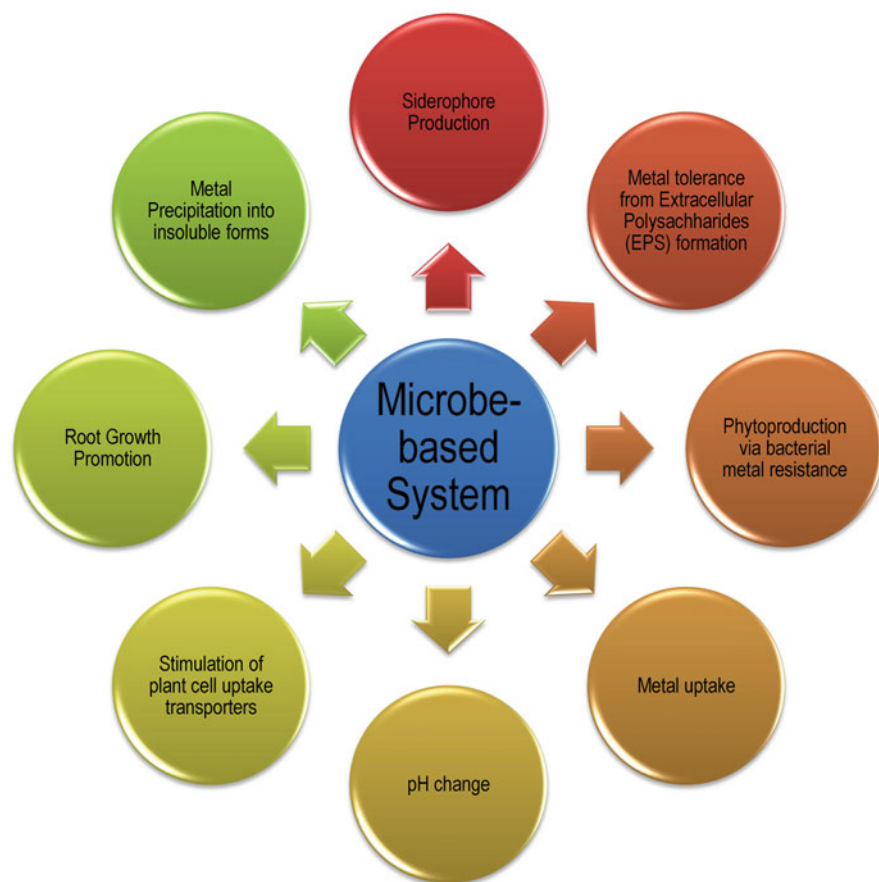 Siderophore
Production
Metal tolerance
from Extracellular
Polysachharides
(EPS) formation
Phytoproduction
via bacterial
metal resistance
Metal uptake
pH change
Stimulation of
plant cell uptake
transporters
Root Growth
Promotion
Metal
Precipitation into
insoluble forms
Microbe-
based
System